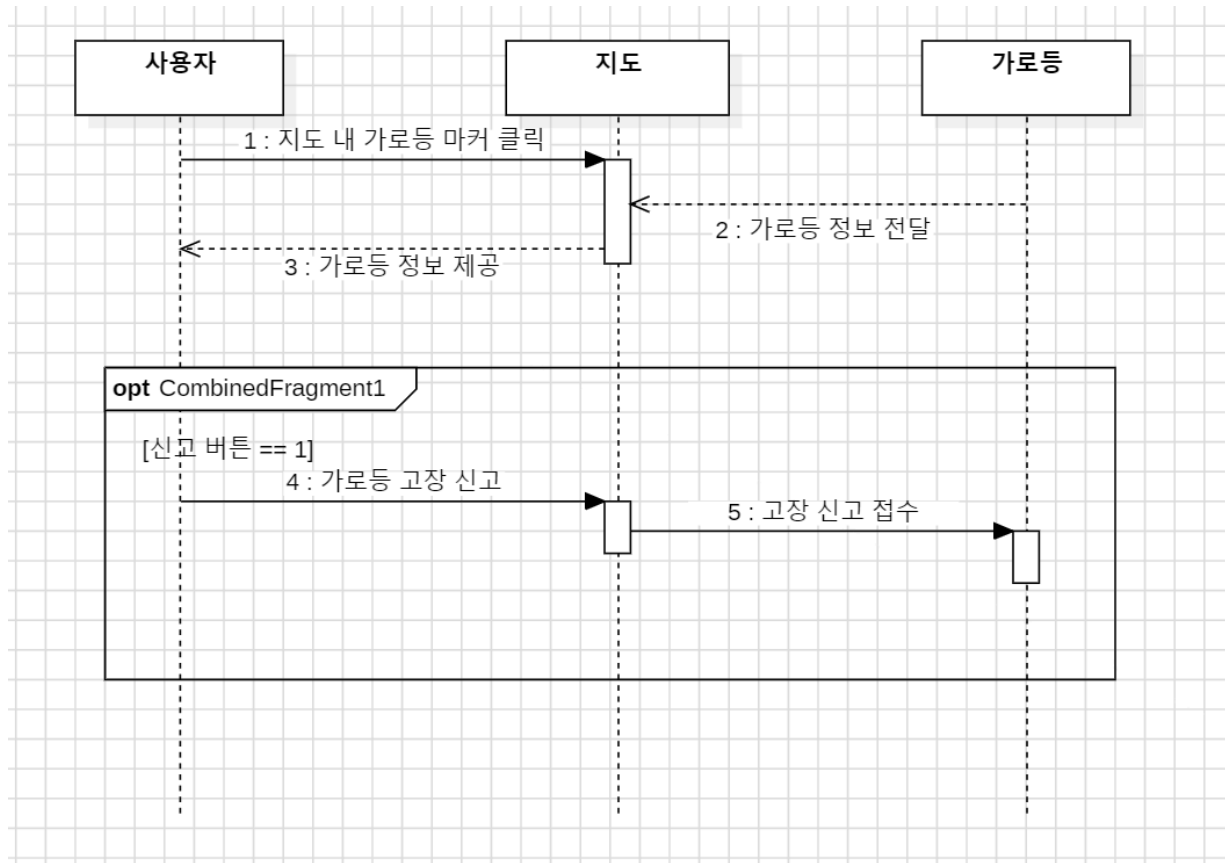 사용자
지도
가로등
1 : 지도 내 가로등 마커 클릭
2 : 가로등 정보 전달
3 : 가로등 정보 제공
opt CombinedFragment1
[신고 버튼 == 1]
4 : 가로등 고장 신고
5 : 고장 신고 접수